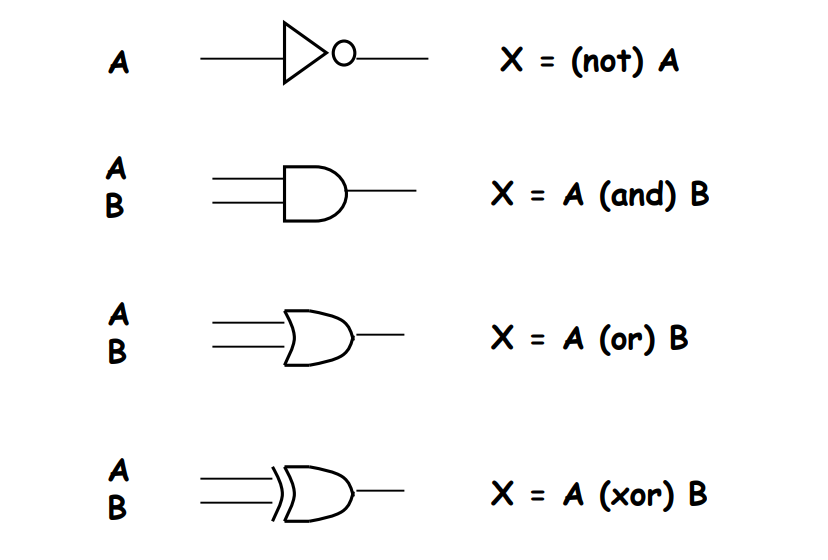 A
X = (not) A
A
B
X = A (and) B
A
B
X = A (or) B
A
B
X = A (xor) B